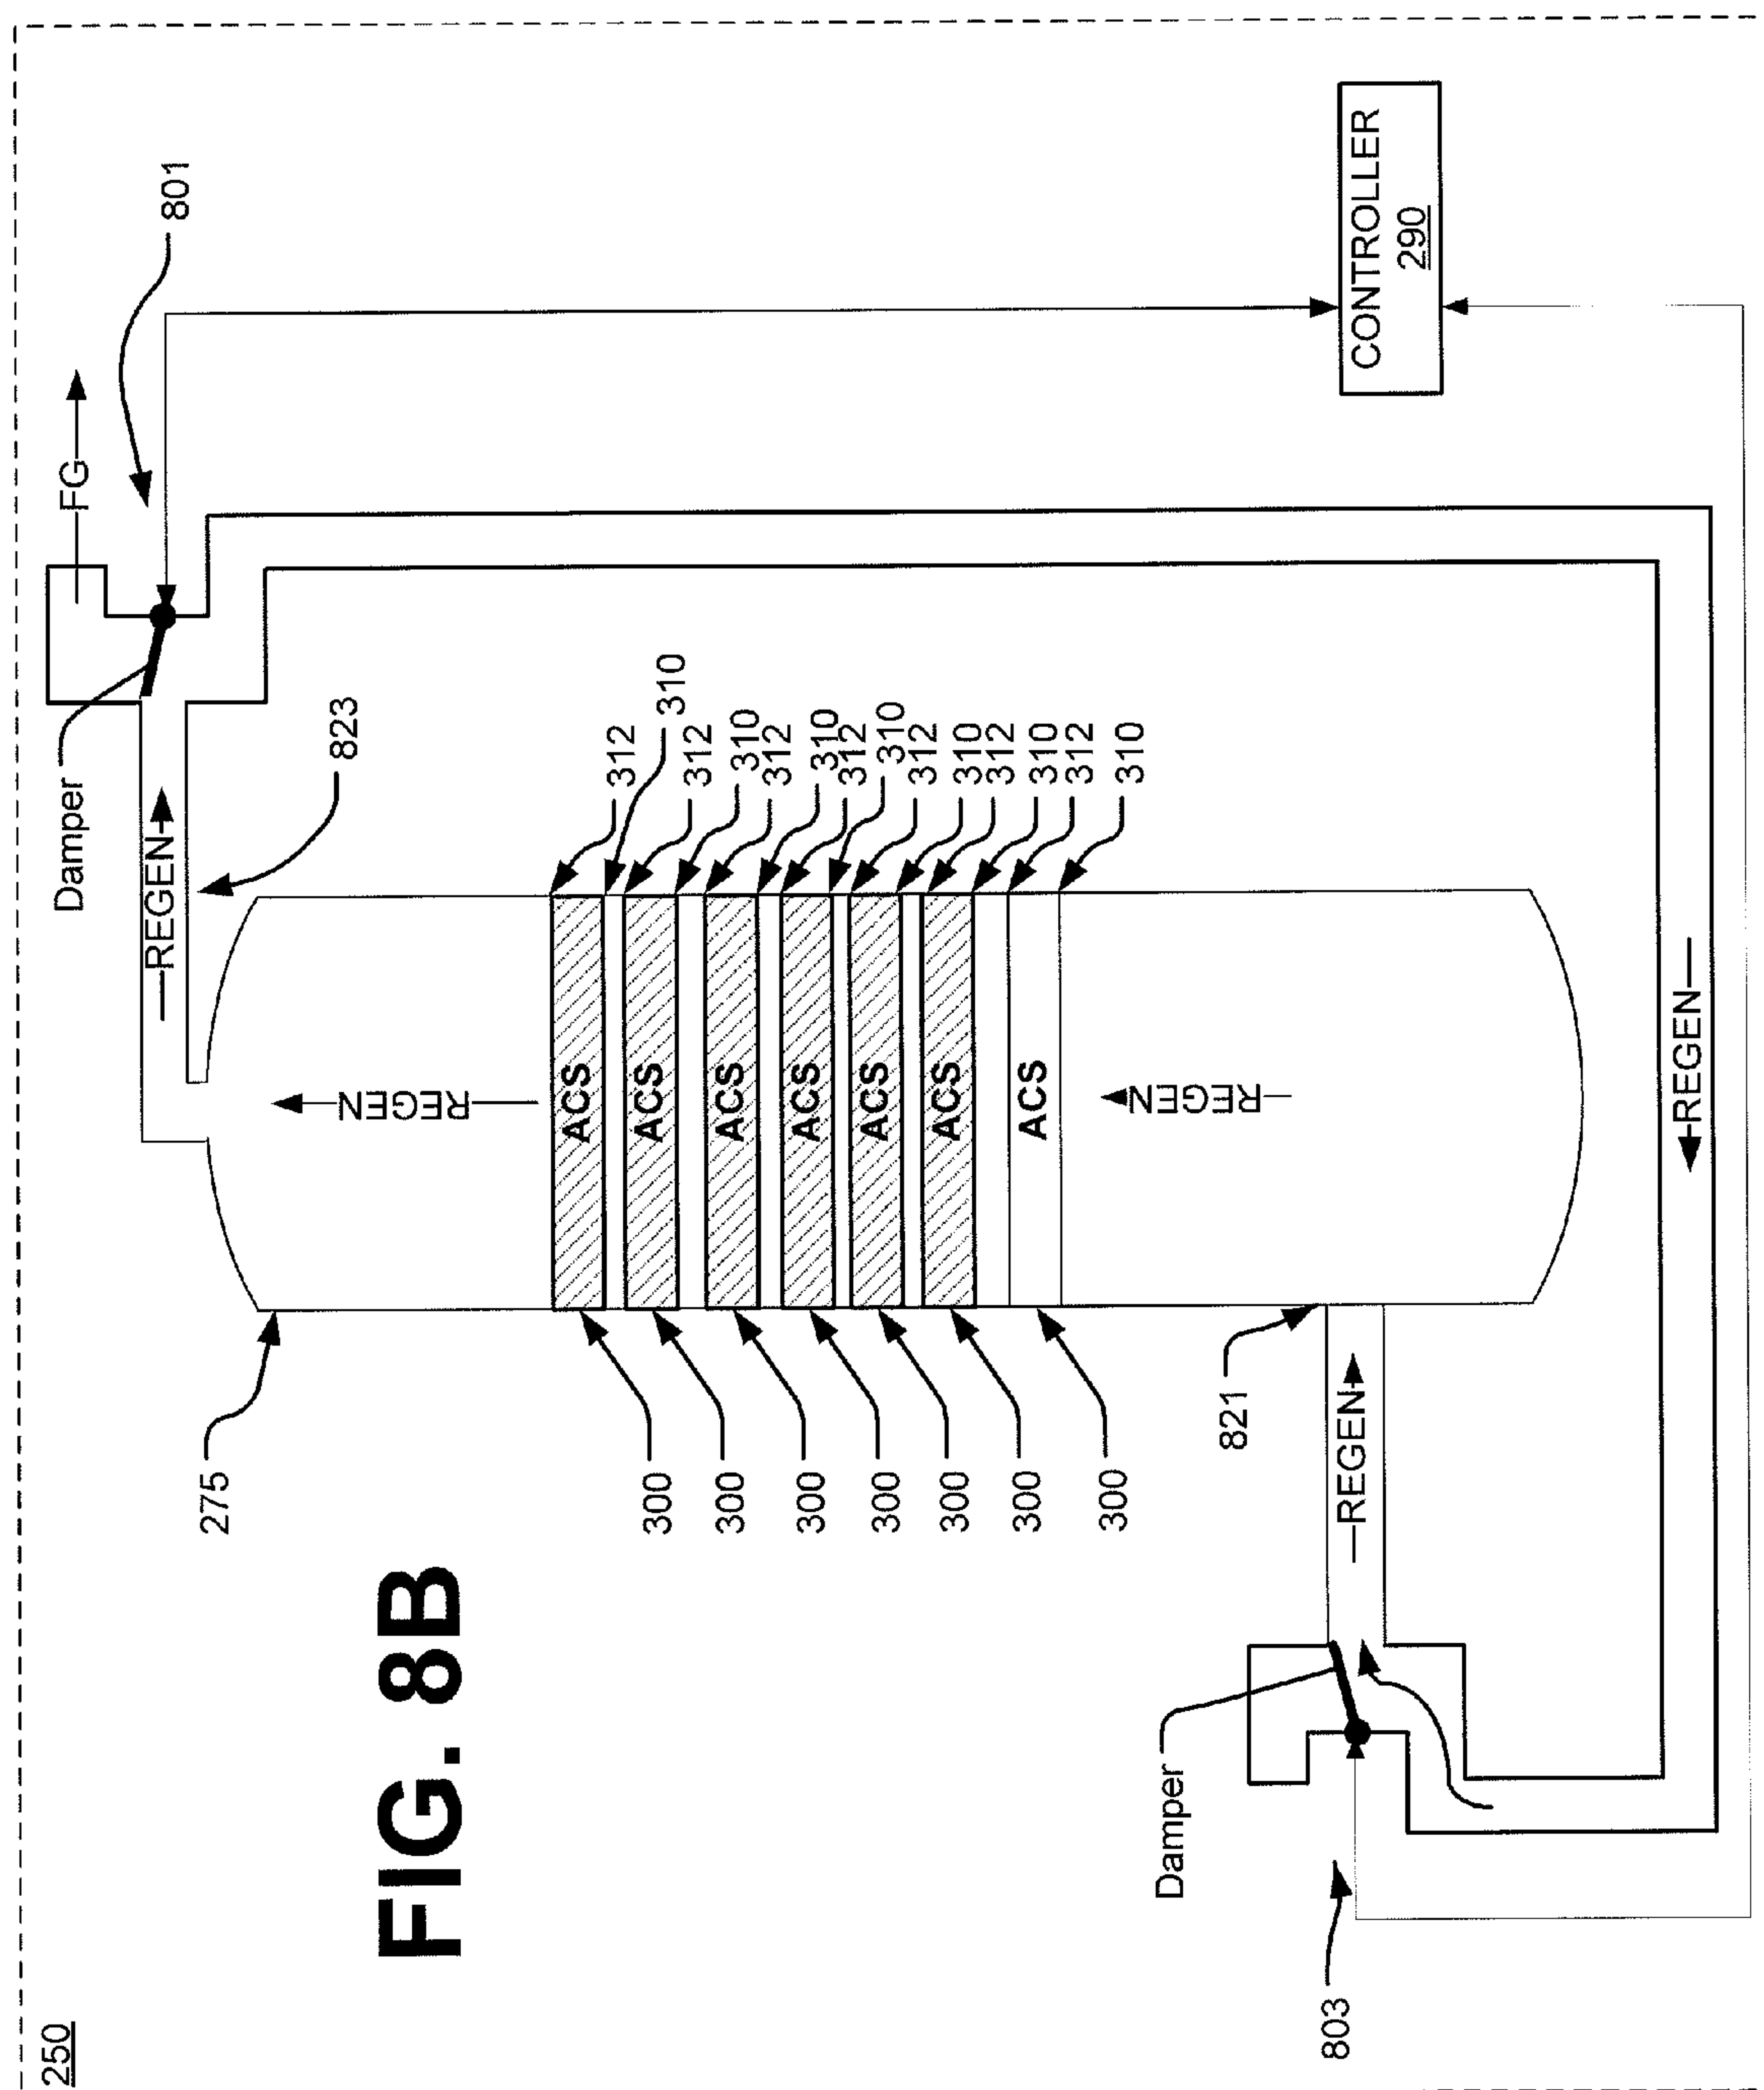 250
Damper
—FG
801
REGEN
275
823
FIG. 8B
REGEN
300
ACS
312
310
300
ACS
312
310
300
ACS
312
310
300
ACS
312
310
300
ACS
312
310
300
ACS
312
310
300
ACS
312
310
REGEN
Damper
821
REGEN
803
CONTROLLER
290
REGEN